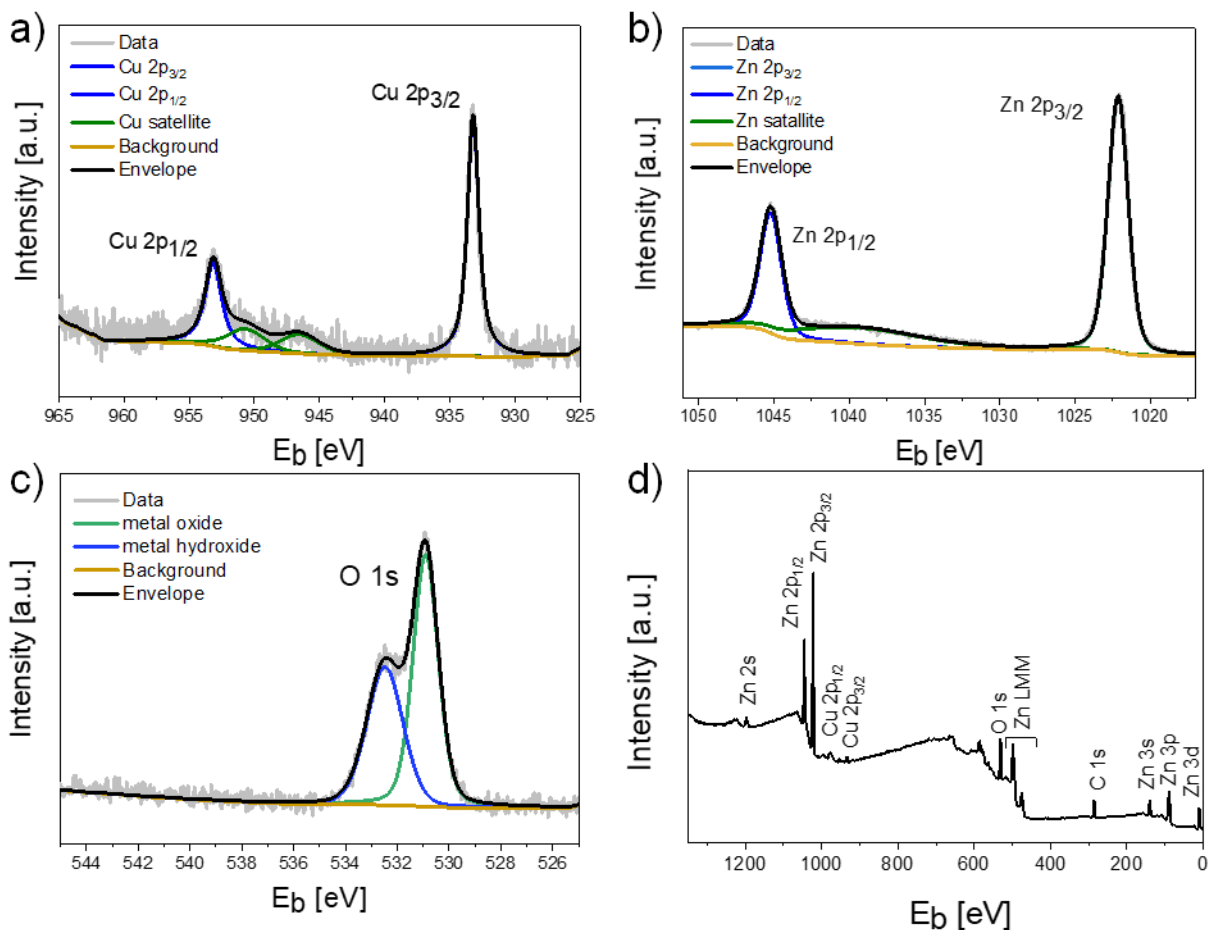 a)
Data
Cu 2p3/2
Cu 2p1/2
Cu satellite
Background
Envelope
Cu 2p3/2
Cu 2p1/2
Intensity [a.u.]
965 960 955 950 945 940 935 930 925
Eb [eV]
b)
Data
Zn 2p3/2
Zn 2p1/2
Zn satallite
Background
Envelope
Zn 2p3/2
Zn 2p1/2
Intensity [a.u.]
1050 1045 1040 1035 1030 1025 1020
Eb [eV]
c)
Data
metal oxide
metal hydroxide
Background
Envelope
O 1s
Intensity [a.u.]
544 542 540 538 536 534 532 530 528 526
Eb [eV]
d)
Zn 2s
Zn 2p1/2
Zn 2p3/2
Cu 2p1/2
Cu 2p3/2
O 1s
Zn LMM
C 1s
Zn 3s
Zn 3p
Zn 3d
Intensity [a.u.]
1200 1000 800 600 400 200 0
Eb [eV]